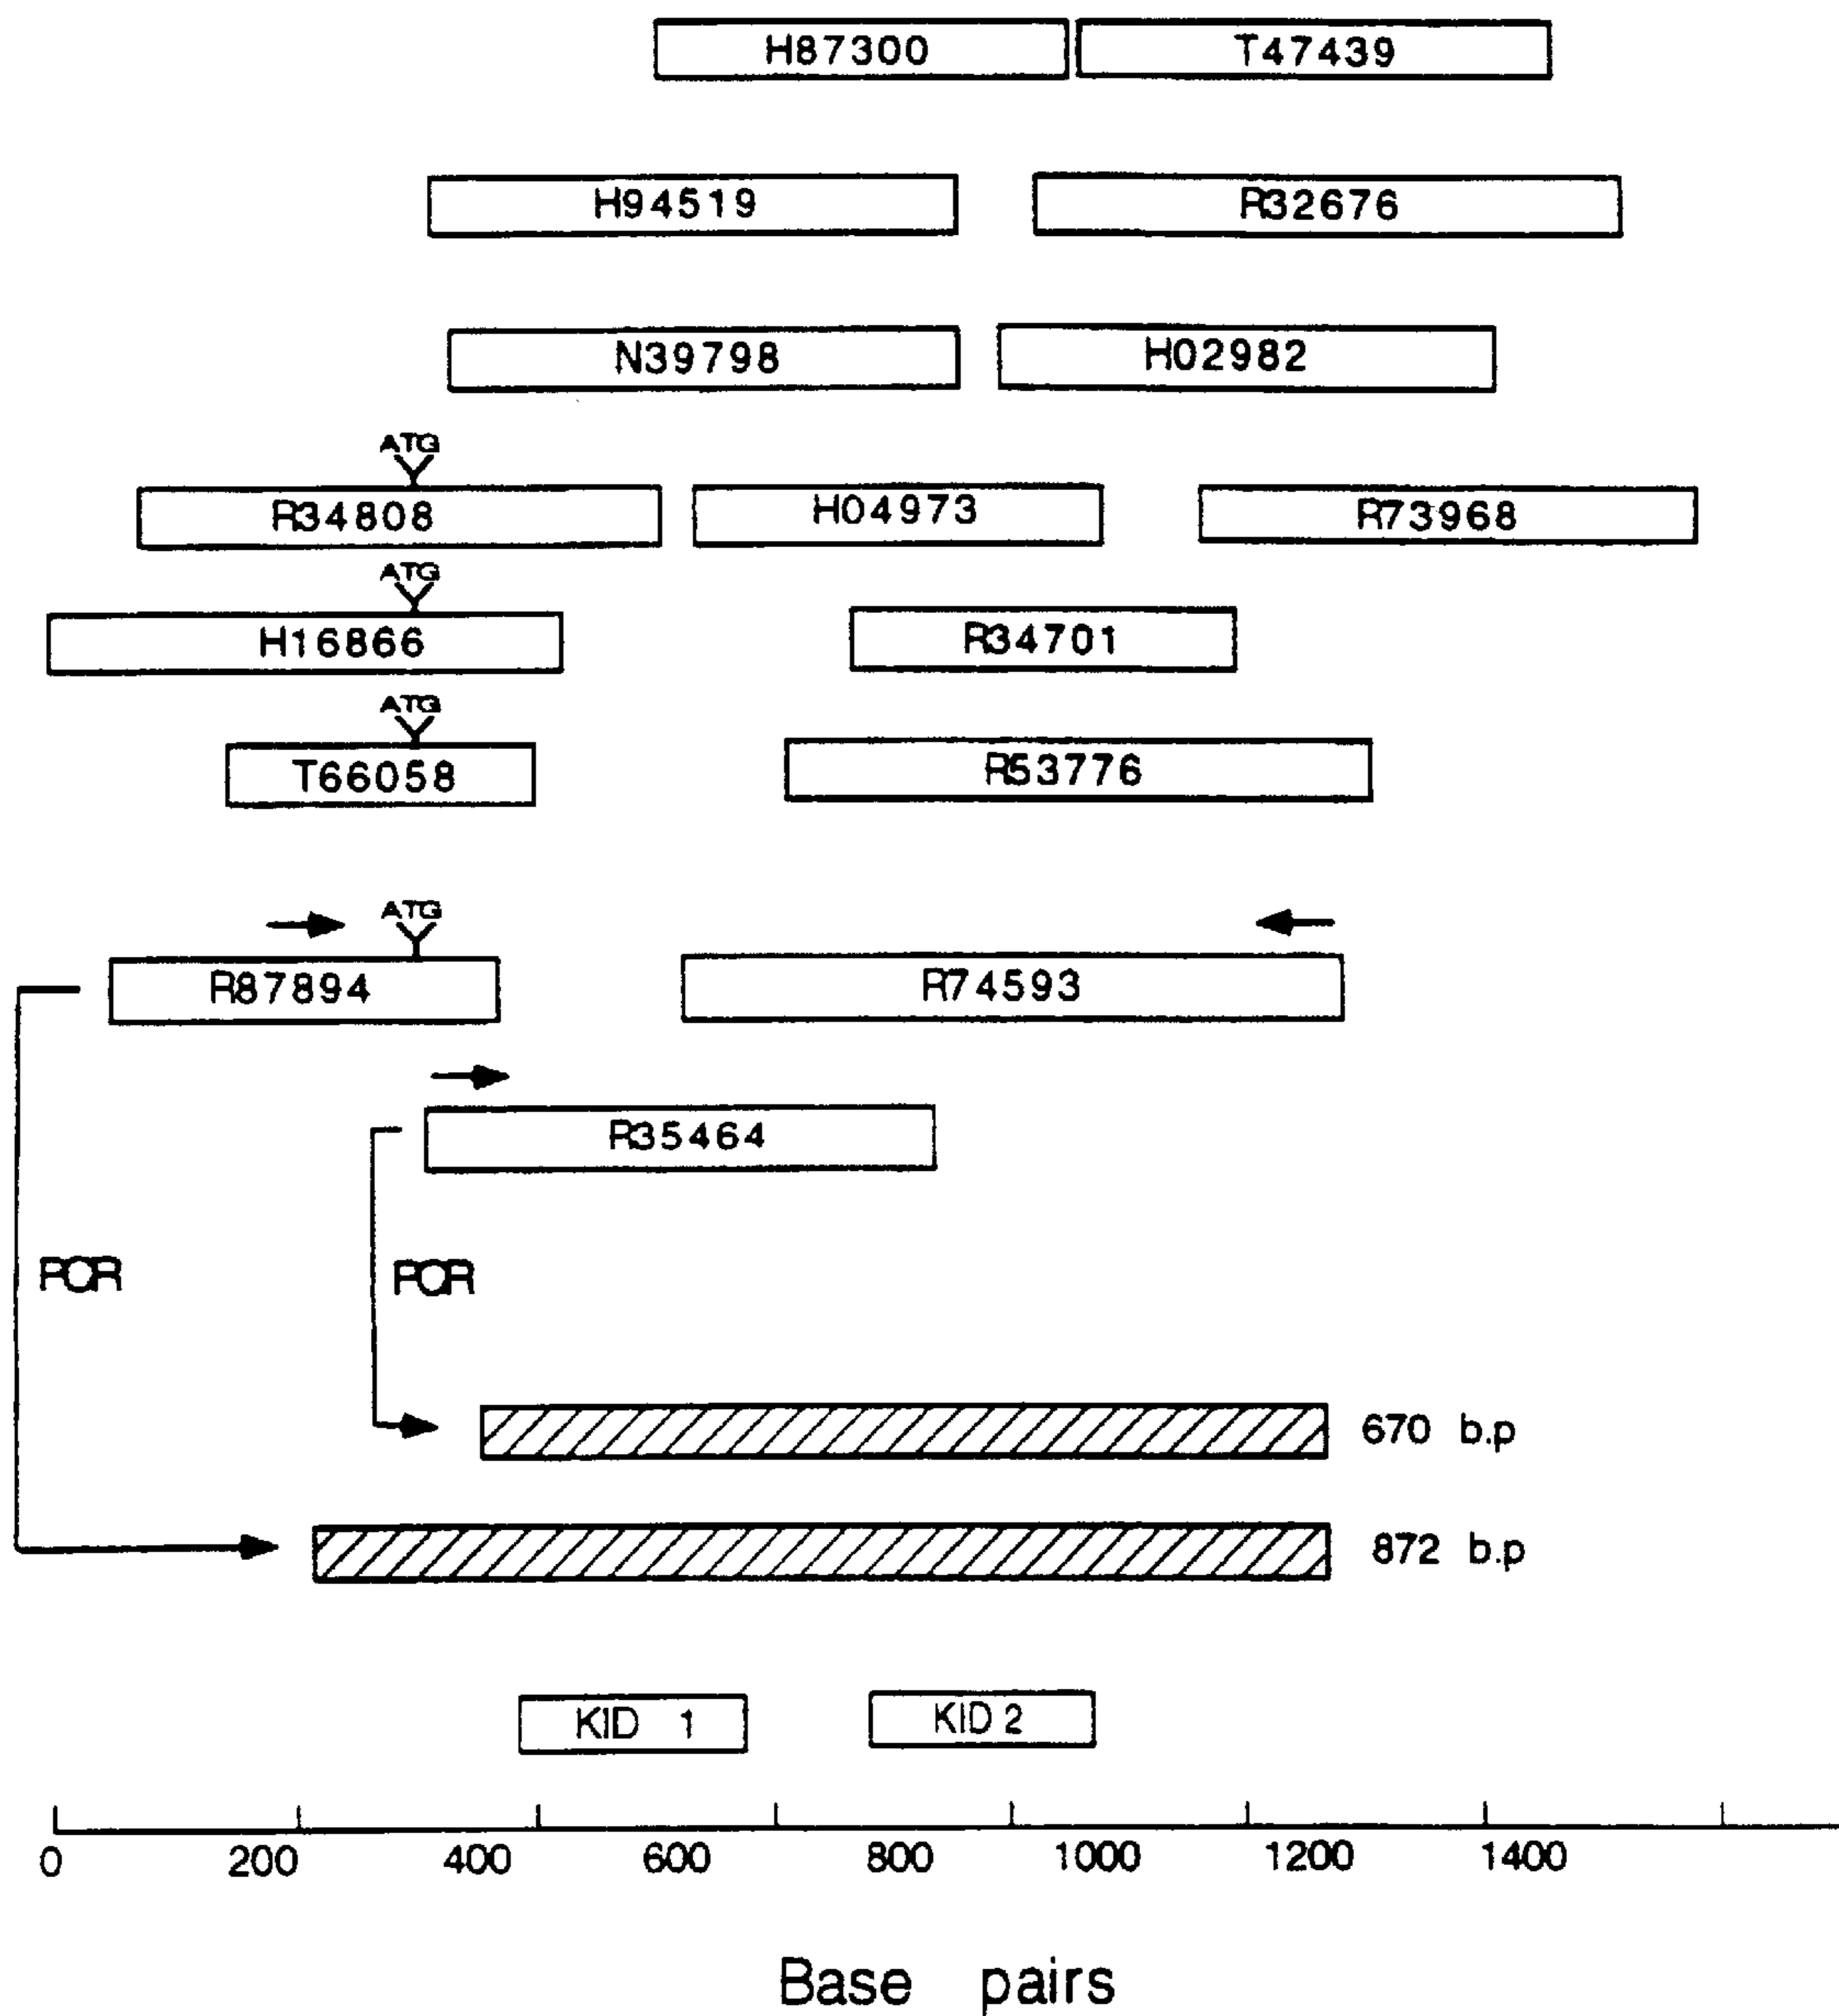 H87300 T47439
H94519 R32676
N39798 H02982
ATG
R34808 H04973 R73968
ATG
H16866 R34701
ATG
T66058 R53776
ATG
R87894 R74593
R35464
PCR PCR
670 b.p
872 b.p
KID 1 KID 2
0 200 400 600 800 1000 1200 1400
Base pairs